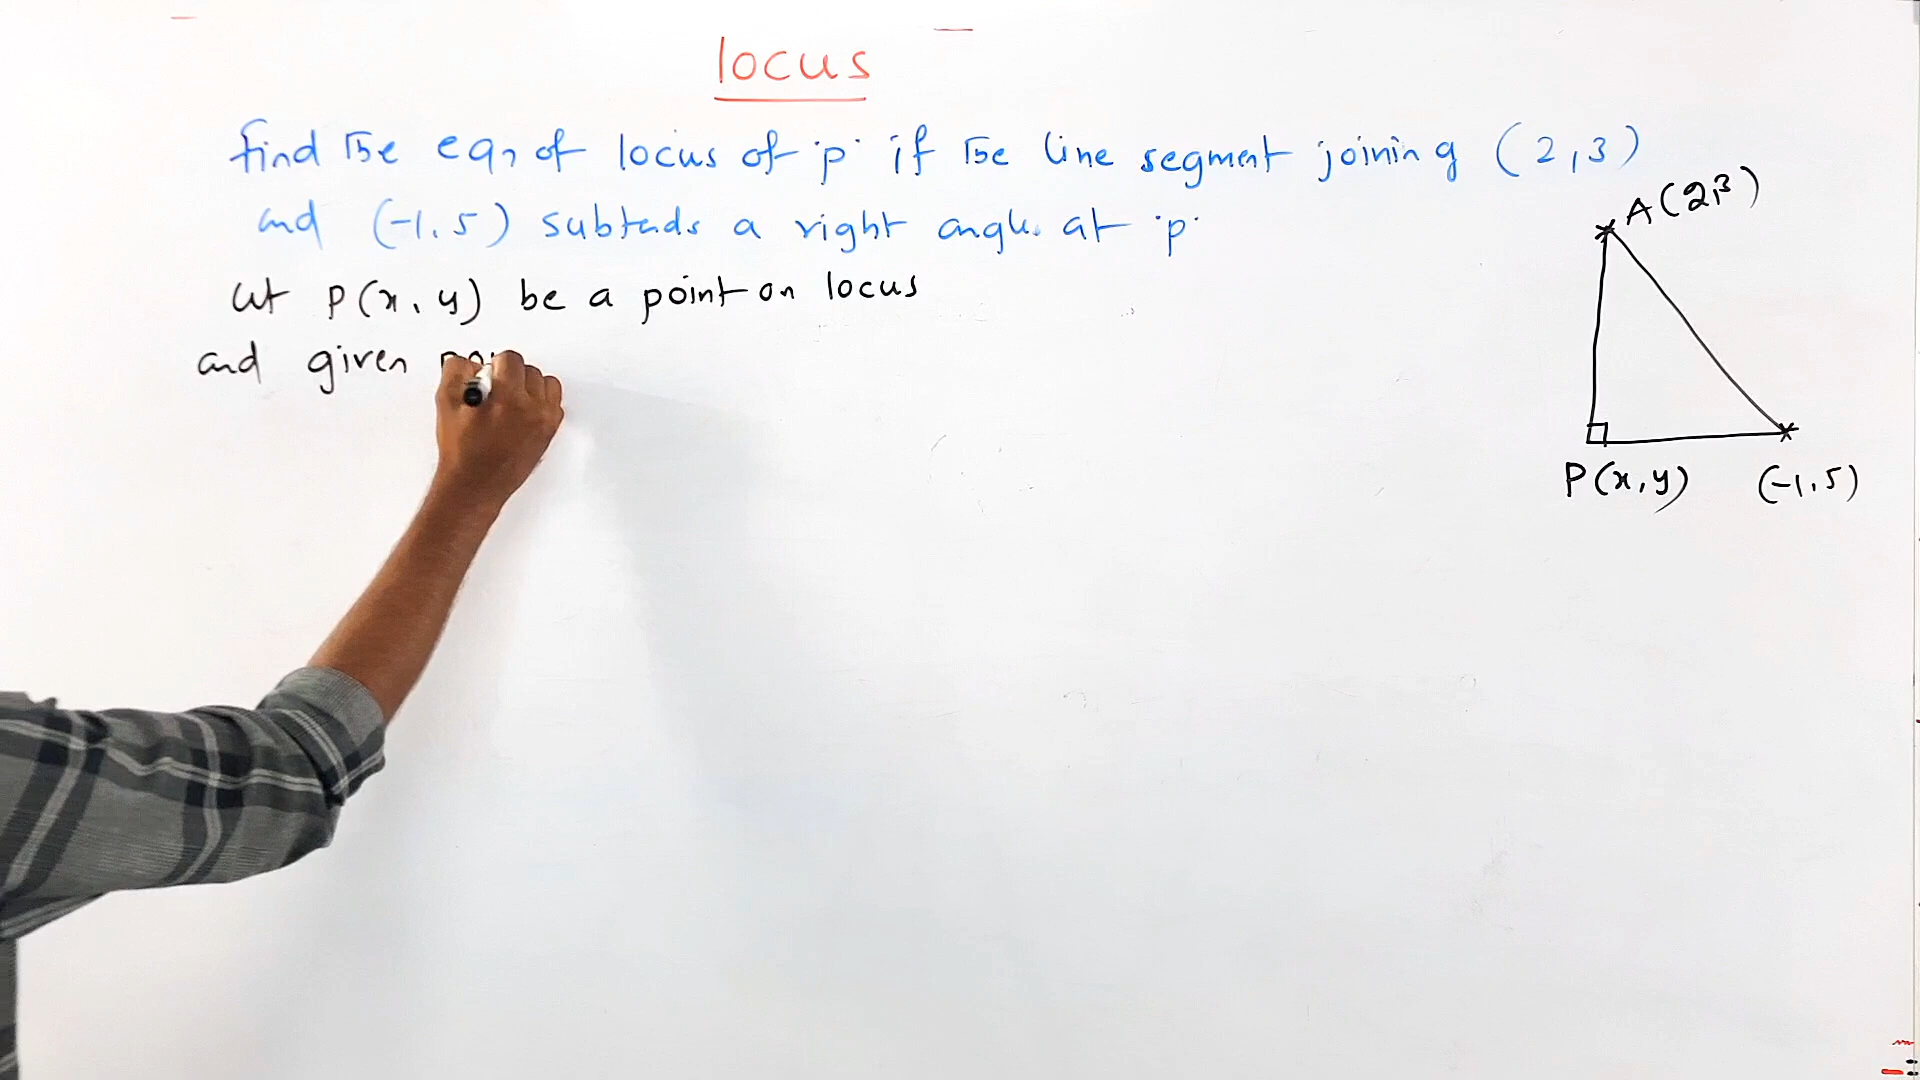 locus
find the eqn of locus of 'p' if the line segment joining (2,3)
and (-1,5) subtends a right angle at 'p'
A(2,3)
let P(x,y) be a point on locus
and given
P(x,y) (-1,5)